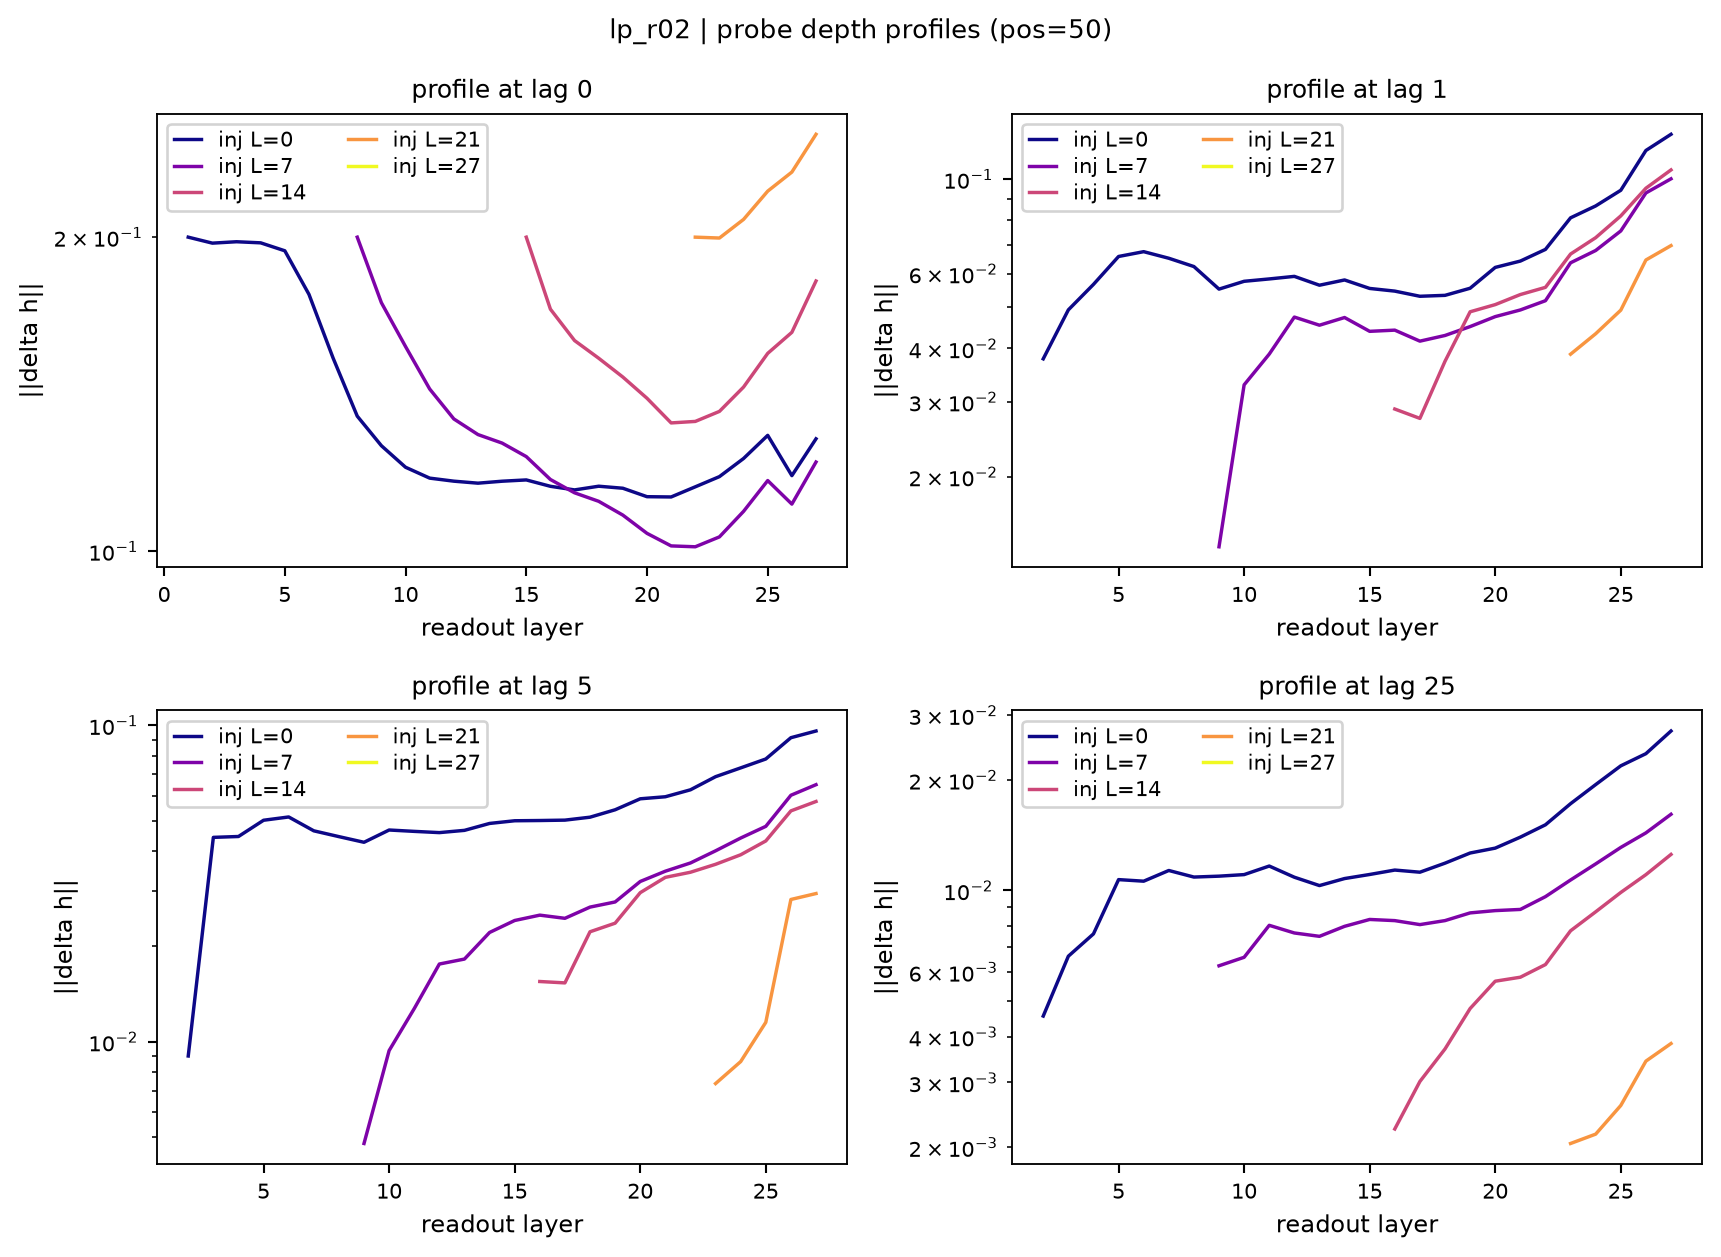 lp_r02 | probe depth profiles (pos=50)
profile at lag 0
||delta h||
2 × 10⁻¹
10⁻¹
inj L=0
inj L=7
inj L=14
inj L=21
inj L=27
0 5 10 15 20 25
readout layer
profile at lag 1
||delta h||
10⁻¹
6 × 10⁻²
4 × 10⁻²
3 × 10⁻²
2 × 10⁻²
inj L=0
inj L=7
inj L=14
inj L=21
inj L=27
5 10 15 20 25
readout layer
profile at lag 5
||delta h||
10⁻¹
10⁻²
inj L=0
inj L=7
inj L=14
inj L=21
inj L=27
5 10 15 20 25
readout layer
profile at lag 25
||delta h||
3 × 10⁻²
2 × 10⁻²
10⁻²
6 × 10⁻³
4 × 10⁻³
3 × 10⁻³
2 × 10⁻³
inj L=0
inj L=7
inj L=14
inj L=21
inj L=27
5 10 15 20 25
readout layer